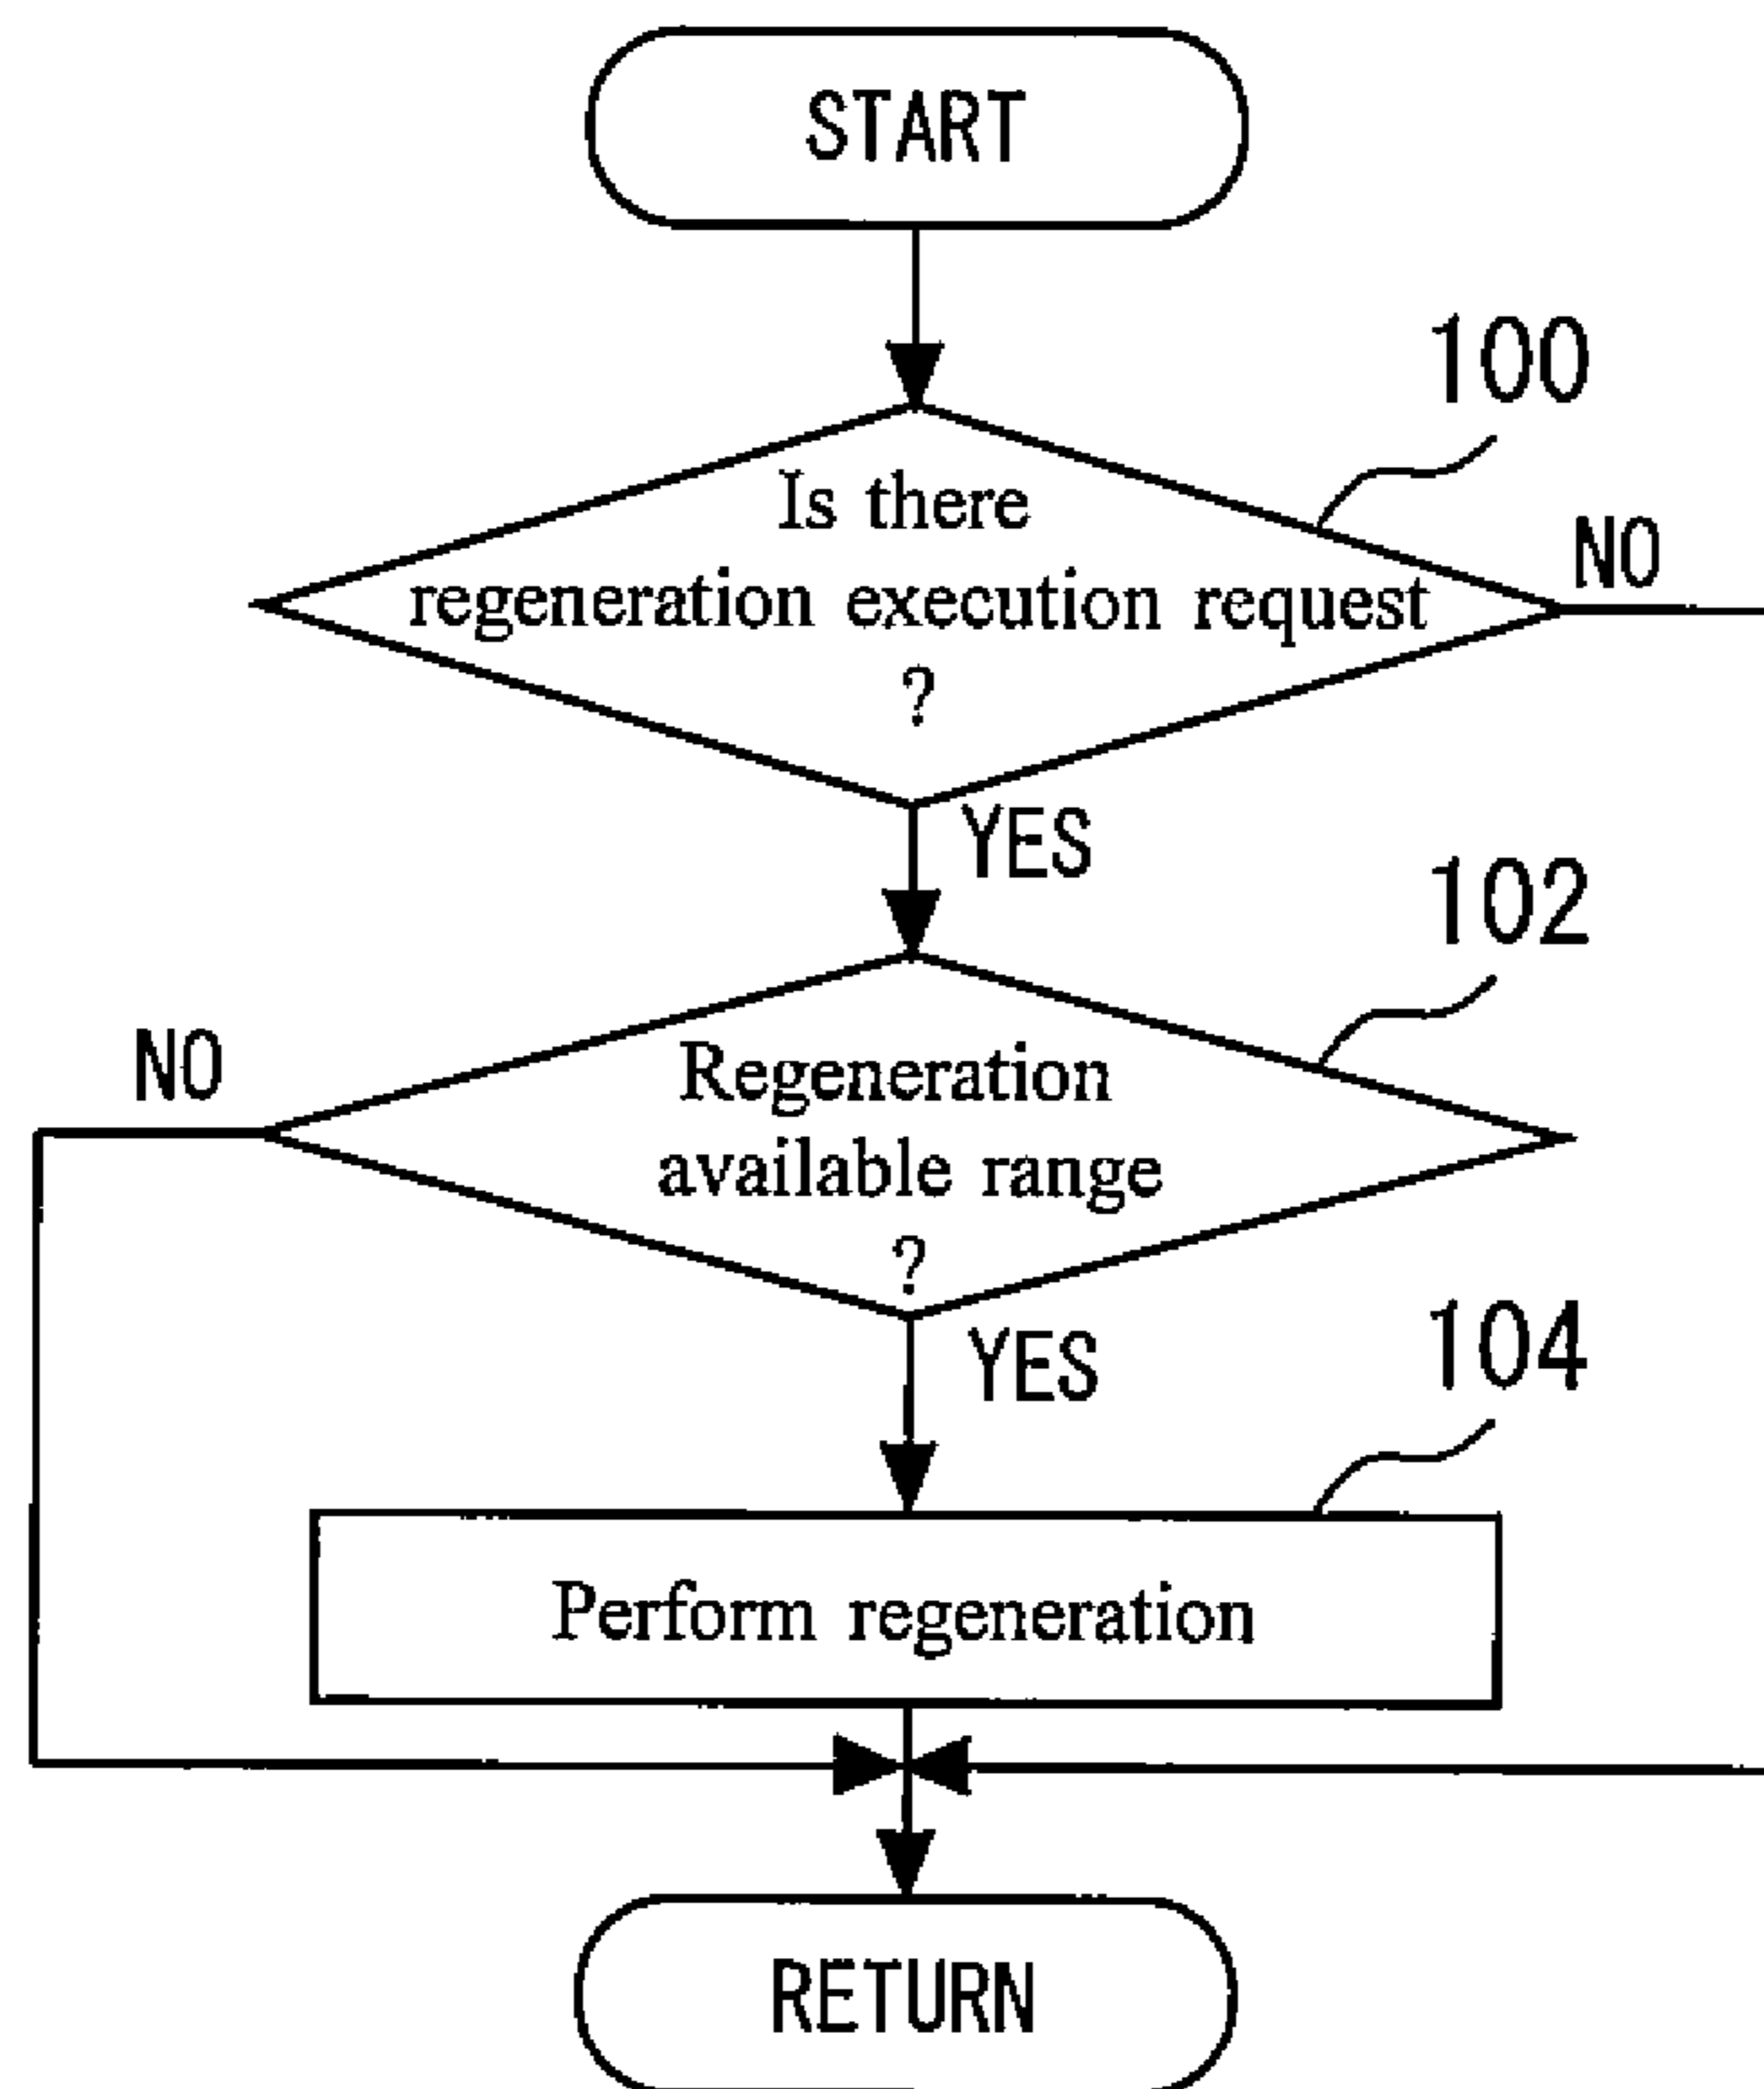 START
100
Is there
NO
regeneration execution request
?
YES
102
NO
Regeneration
available range
?
YES
104
Perform regeneration
RETURN